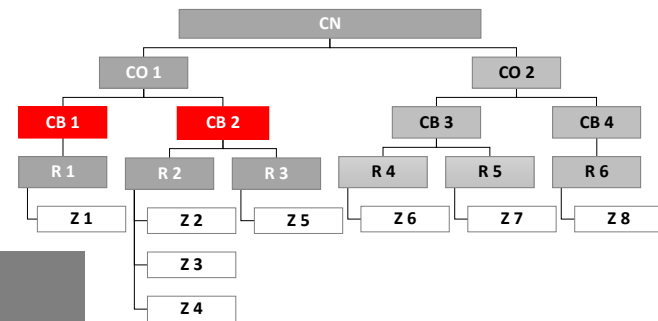 CN
CO 1 CO 2
CB 1 CB 2 CB 3 CB 4
R 1 R 2 R 3 R 4 R 5 R 6
Z 1 Z 2 Z 5 Z 6 Z 7 Z 8
Z 3
Z 4